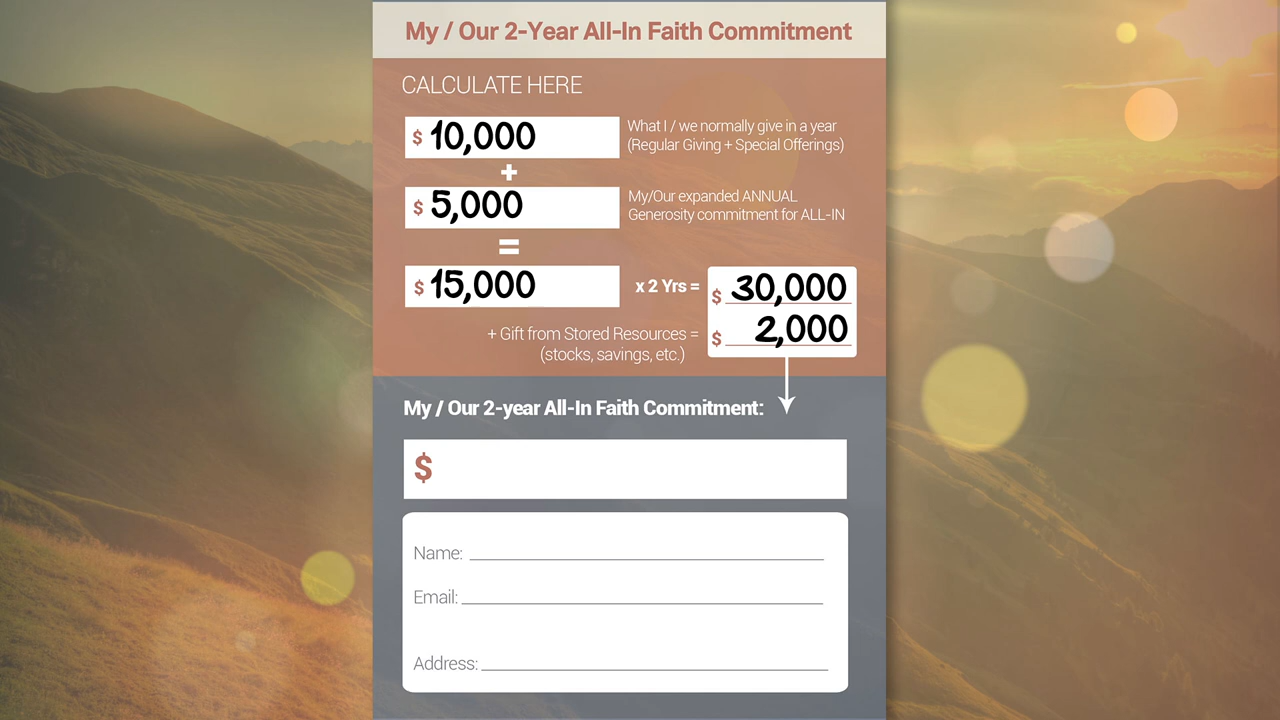 My / Our 2-Year All-In Faith Commitment
CALCULATE HERE
$ 10,000
What I / we normally give in a year
(Regular Giving + Special Offerings)
+
$ 5,000
My/Our expanded ANNUAL
Generosity commitment for ALL-IN
=
$ 15,000 x 2 Yrs = $ 30,000
+ Gift from Stored Resources = $ 2,000
(stocks, savings, etc.)
My / Our 2-year All-In Faith Commitment:
$
Name:
Email:
Address: